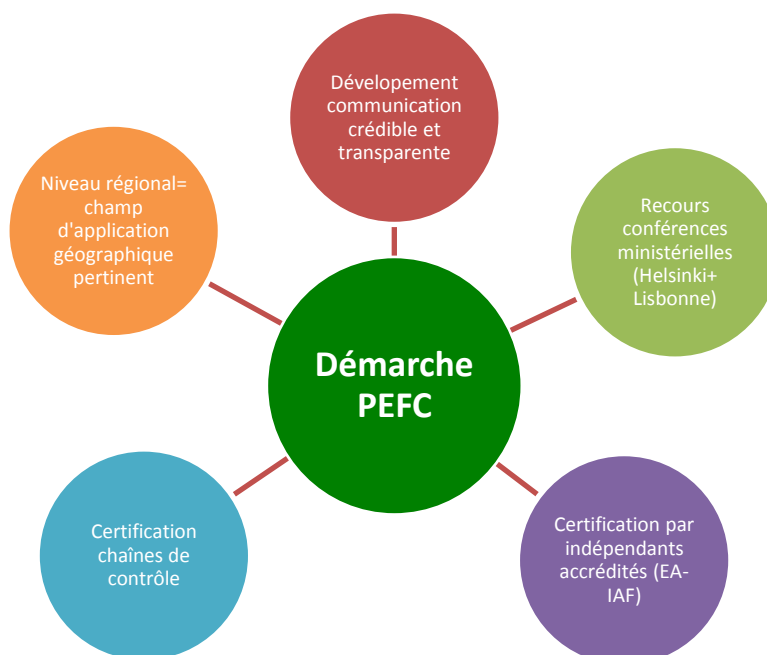 Dévelopement
communication
crédible et
transparente
Niveau régional=
champ
d'application
géographique
pertinent
Recours
conférences
ministérielles
(Helsinki+
Lisbonne)
Démarche
PEFC
Certification
chaînes de
contrôle
Certification par
indépendants
accrédités (EA-
IAF)